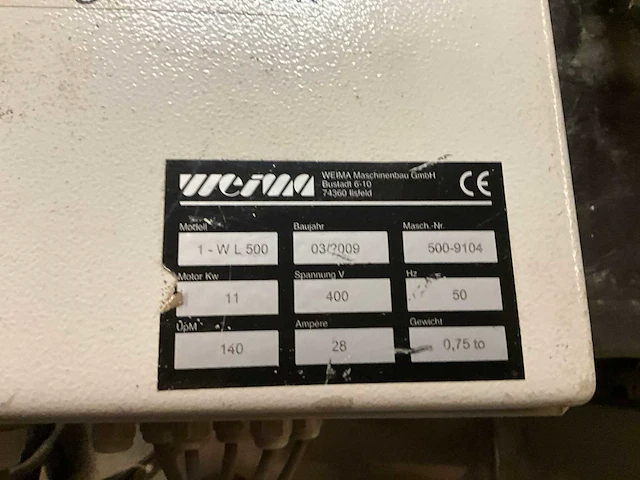 weima WEIMA Maschinenbau GmbH
Bustadt 6-10
74360 Ilsfeld
CE
Modell Baujahr Masch.-Nr.
1 - W L 500 03/2009 500-9104
Motor Kw Spannung V Hz
11 400 50
UpM Ampère Gewicht
140 28 0,75 to